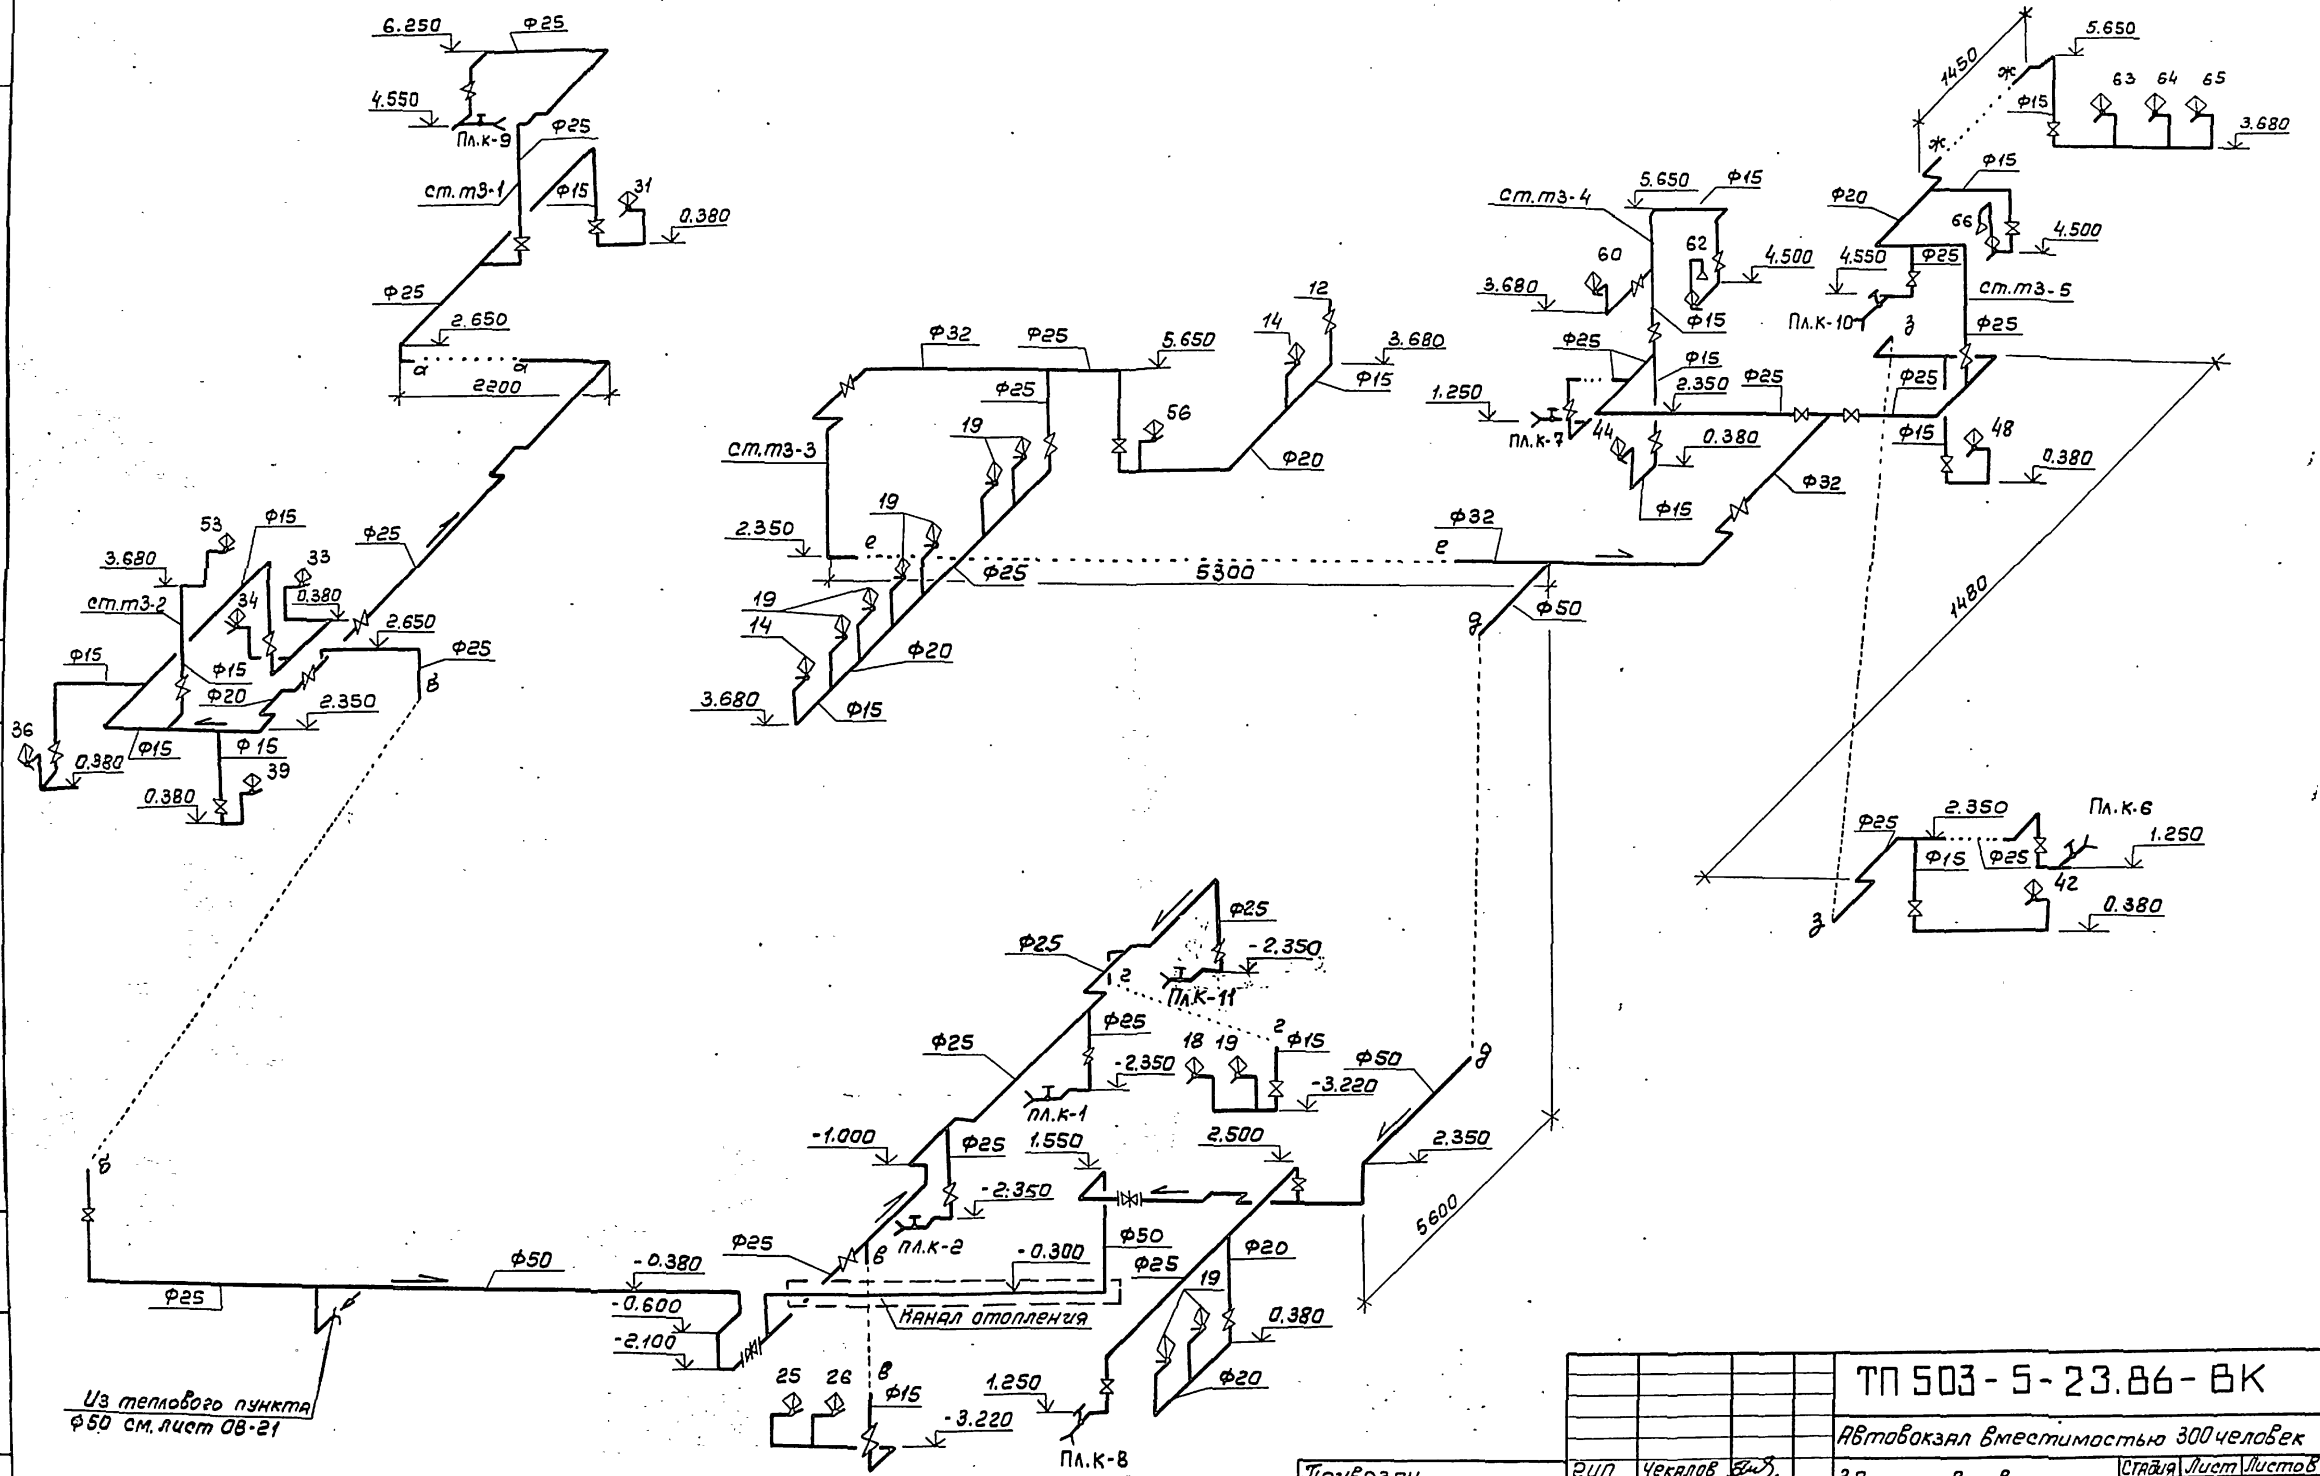 6.250
Ф25
4.550
Пл.К-9
Ф25
ст.т3-1
Ф15
31
0.380
Ф25
2.650
а
а
2200
Ф25
53
Ф15
33
3.680
ст.т3-2
34
0.380
2.650
Ф15
Ф15
Ф25
Ф20
2.350
36
0.380
Ф15
Ф15
39
0.380
б
б
Ф32
Ф25
5.650
12
14
3.680
Ф25
Ф15
56
19
ст.т3-3
Ф20
19
2.350
е
Ф25
5300
е
19
14
Ф20
3.680
Ф15
1450
5.650
ж
63
64
65
Ф15
3.680
ж
Ф15
5.650
Ф15
ст.т3-4
Ф20
66
60
62
4.500
4.500
4.550
Ф25
3.680
ст.т3-5
Ф15
Пл.К-10
з
Ф25
Ф25
Ф15
2.350
Ф25
Ф25
1.250
Пл.К-7
44
0.380
Ф15
48
0.380
Ф15
Ф32
Ф32
1480
Ф50
д
Ф25
2.350
Пл.К-6
1.250
Ф15
Ф25
42
0.380
з
Ф25
Ф25
-2.350
г
Пл.К-11
Ф25
Ф25
г
18
19
Ф15
Ф50
д
-2.350
-3.220
Пл.К-1
-1.000
Ф25
1.550
2.500
2.350
-2.350
5600
Пл.К-2
Ф25
в
-0.300
Ф50
Ф25
Ф20
19
Ф50
-0.380
Ф25
-0.600
Канал отопления
0.380
-2.100
Из теплового пункта
Ф50 см. лист ОВ-21
25
26
в
Ф15
-3.220
1.250
Ф20
Пл.К-8
ТП 503-5-23.86-ВК
Автовокзал вместимостью 300 человек
ГИП
Чекалов
Стадия
Лист
Листов